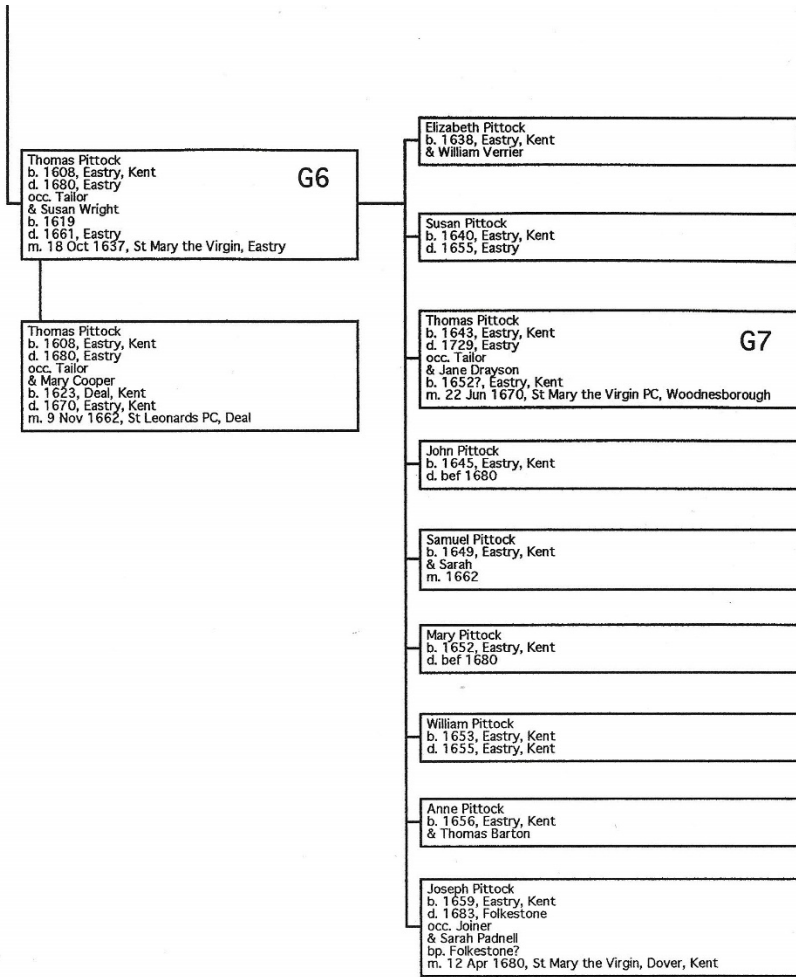 Thomas Pittock
b. 1608, Eastry, Kent
d. 1680, Eastry
occ. Tailor
& Susan Wright
b. 1619
d. 1661, Eastry
m. 18 Oct 1637, St Mary the Virgin, Eastry
G6
Thomas Pittock
b. 1608, Eastry, Kent
d. 1680, Eastry
occ. Tailor
& Mary Cooper
b. 1623, Deal, Kent
d. 1670, Eastry, Kent
m. 9 Nov 1662, St Leonards PC, Deal
Elizabeth Pittock
b. 1638, Eastry, Kent
& William Verrier
Susan Pittock
b. 1640, Eastry, Kent
d. 1655, Eastry
Thomas Pittock
b. 1643, Eastry, Kent
d. 1729, Eastry
occ. Tailor
& Jane Drayson
b. 1652?, Eastry, Kent
m. 22 Jun 1670, St Mary the Virgin PC, Woodnesborough
G7
John Pittock
b. 1645, Eastry, Kent
d. bef 1680
Samuel Pittock
b. 1649, Eastry, Kent
& Sarah
m. 1662
Mary Pittock
b. 1652, Eastry, Kent
d. bef 1680
William Pittock
b. 1653, Eastry, Kent
d. 1655, Eastry, Kent
Anne Pittock
b. 1656, Eastry, Kent
& Thomas Barton
Joseph Pittock
b. 1659, Eastry, Kent
d. 1683, Folkestone
occ. Joiner
& Sarah Padnell
bp. Folkestone?
m. 12 Apr 1680, St Mary the Virgin, Dover, Kent